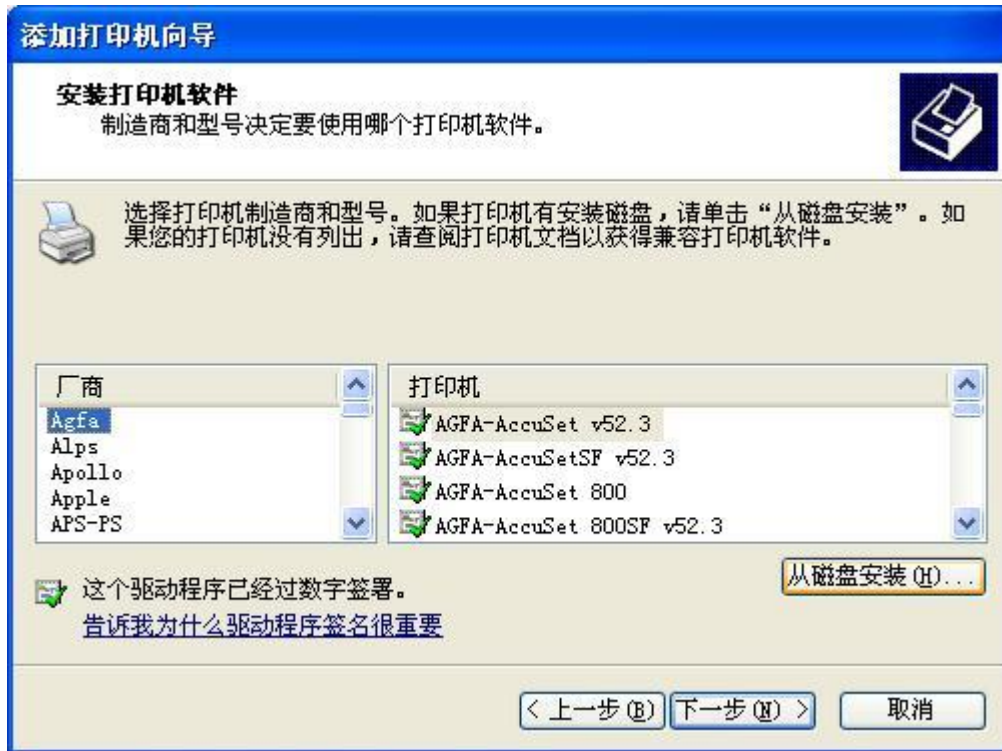 添加打印机向导
安装打印机软件
制造商和型号决定要使用哪个打印机软件。
选择打印机制造商和型号。如果打印机有安装磁盘，请单击“从磁盘安装”。如
果您的打印机没有列出，请查阅打印机文档以获得兼容打印机软件。
厂商
Agfa
Alps
Apollo
Apple
APS-PS
打印机
AGFA-AccuSet v52.3
AGFA-AccuSetSF v52.3
AGFA-AccuSet 800
AGFA-AccuSet 800SF v52.3
这个驱动程序已经过数字签署。
告诉我为什么驱动程序签名很重要
从磁盘安装(H)...
< 上一步(B)
下一步(N) >
取消